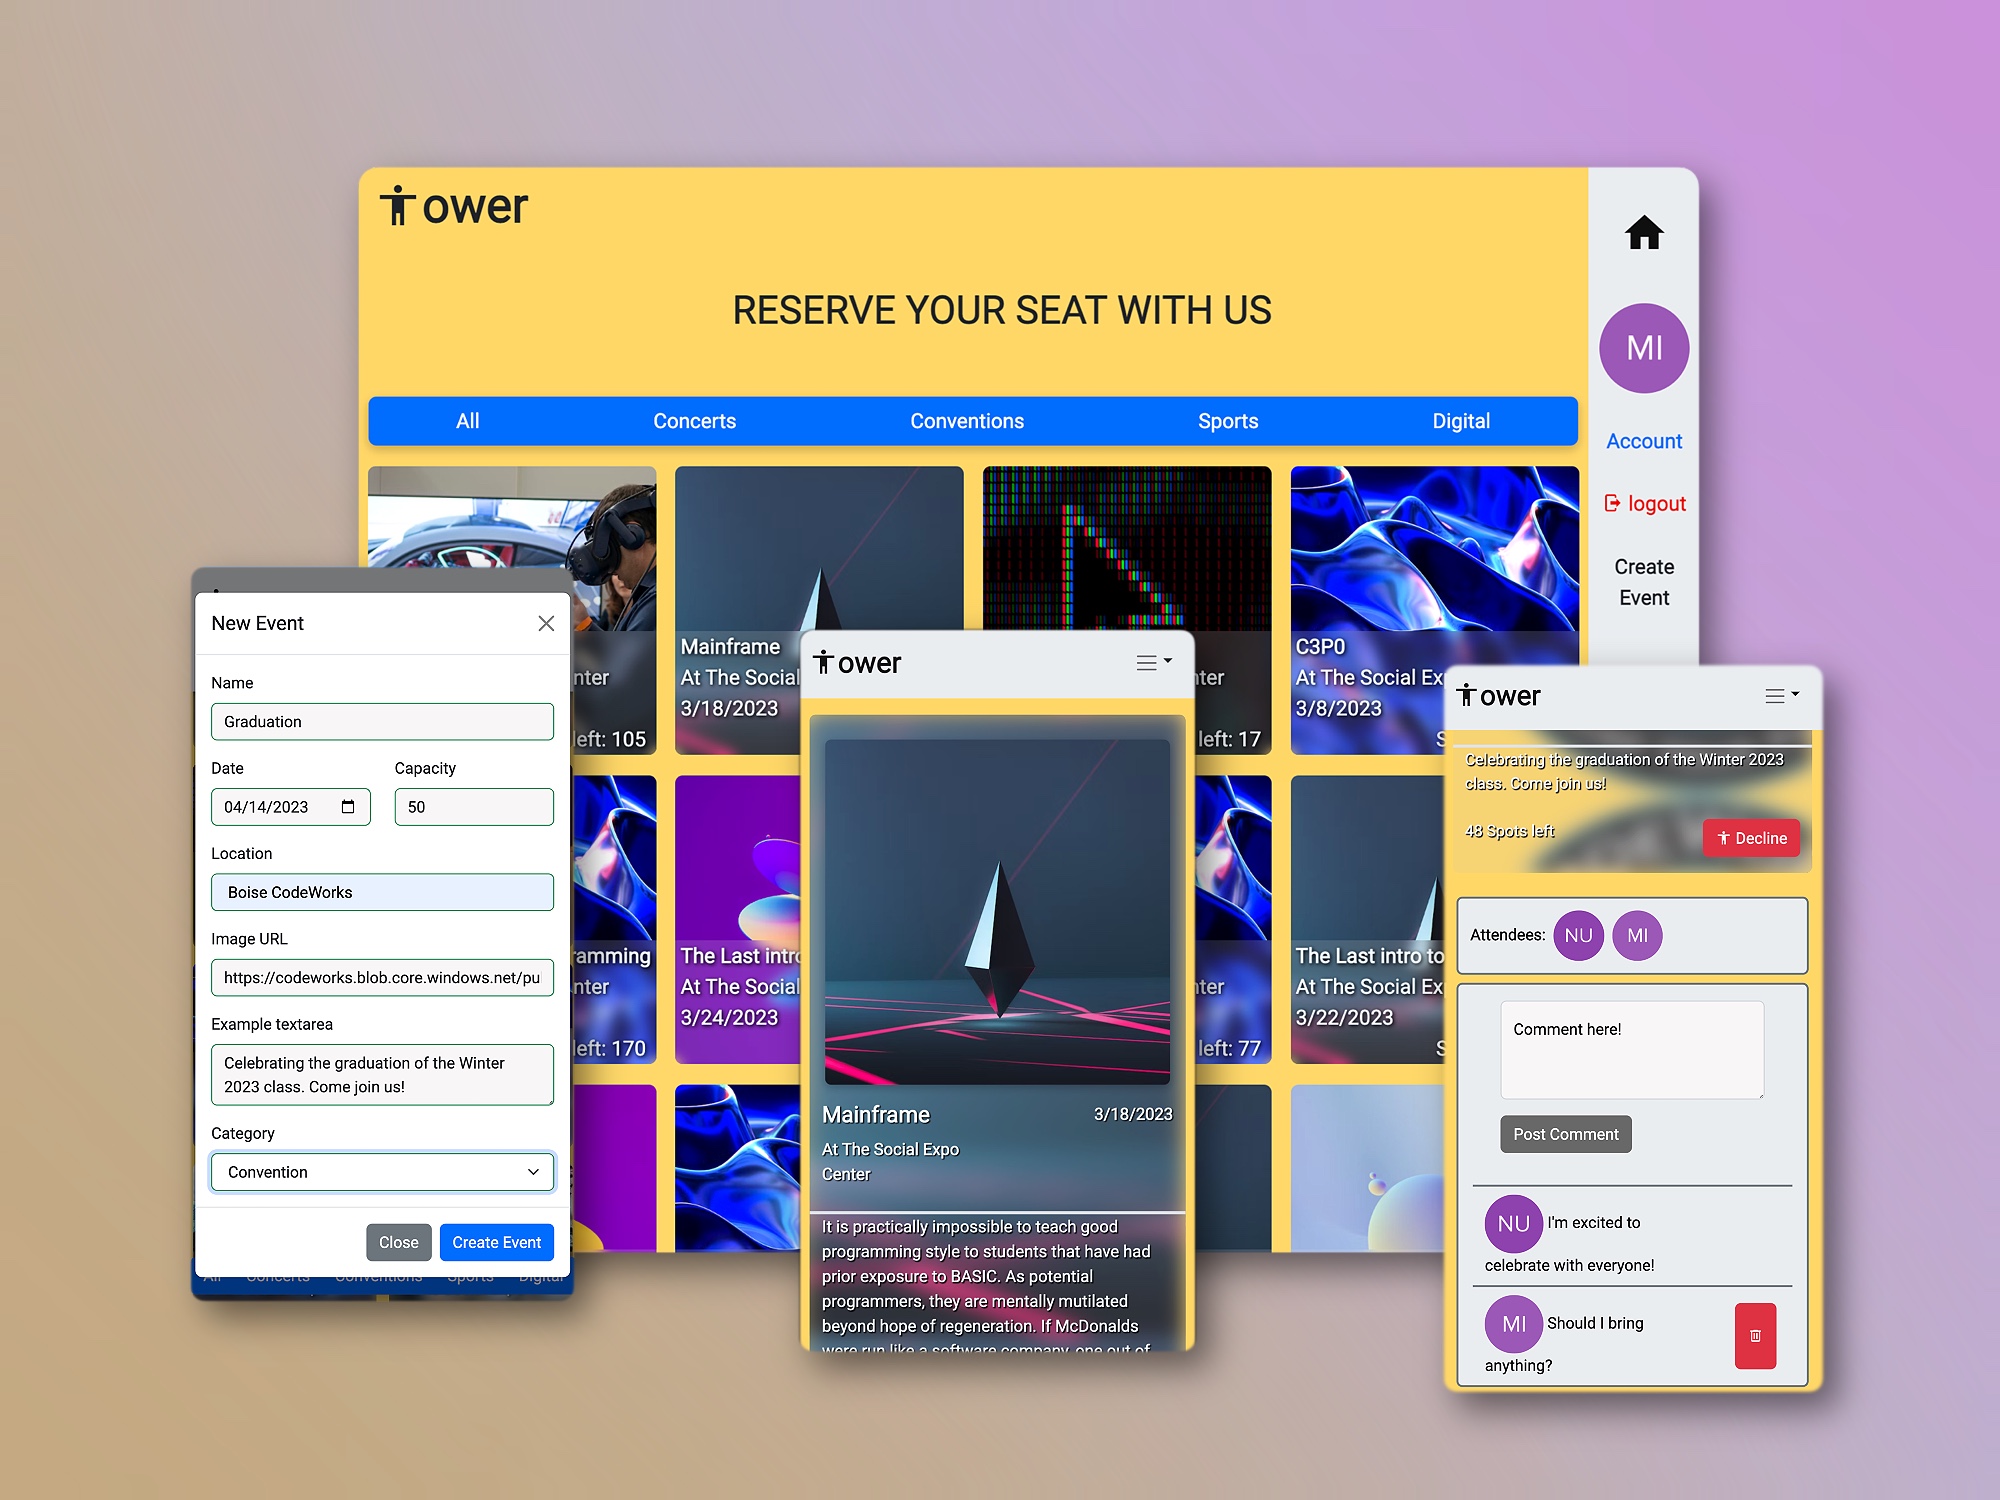 ower
RESERVE YOUR SEAT WITH US
All Concerts Conventions Sports Digital
MI
Account
logout
Create
Event
nter
left: 105
Mainframe
At The Social
3/18/2023
nter
left: 17
C3P0
At The Social Ex
3/8/2023
S
ramming
nter
left: 170
The Last intro
At The Social
3/24/2023
nter
left: 77
The Last intro to
At The Social Ex
3/22/2023
S
New Event
Name
Graduation
Date Capacity
04/14/2023 50
Location
Boise CodeWorks
Image URL
https://codeworks.blob.core.windows.net/pu
Example textarea
Celebrating the graduation of the Winter
2023 class. Come join us!
Category
Convention
Close Create Event
All Concerts Conventions Sports Digital
ower
Mainframe 3/18/2023
At The Social Expo
Center
It is practically impossible to teach good
programming style to students that have had
prior exposure to BASIC. As potential
programmers, they are mentally mutilated
beyond hope of regeneration. If McDonalds
were run like a software company, one out of
ower
Celebrating the graduation of the Winter 2023
class. Come join us!
48 Spots left
Decline
Attendees: NU MI
Comment here!
Post Comment
NU I'm excited to
celebrate with everyone!
MI Should I bring
anything?